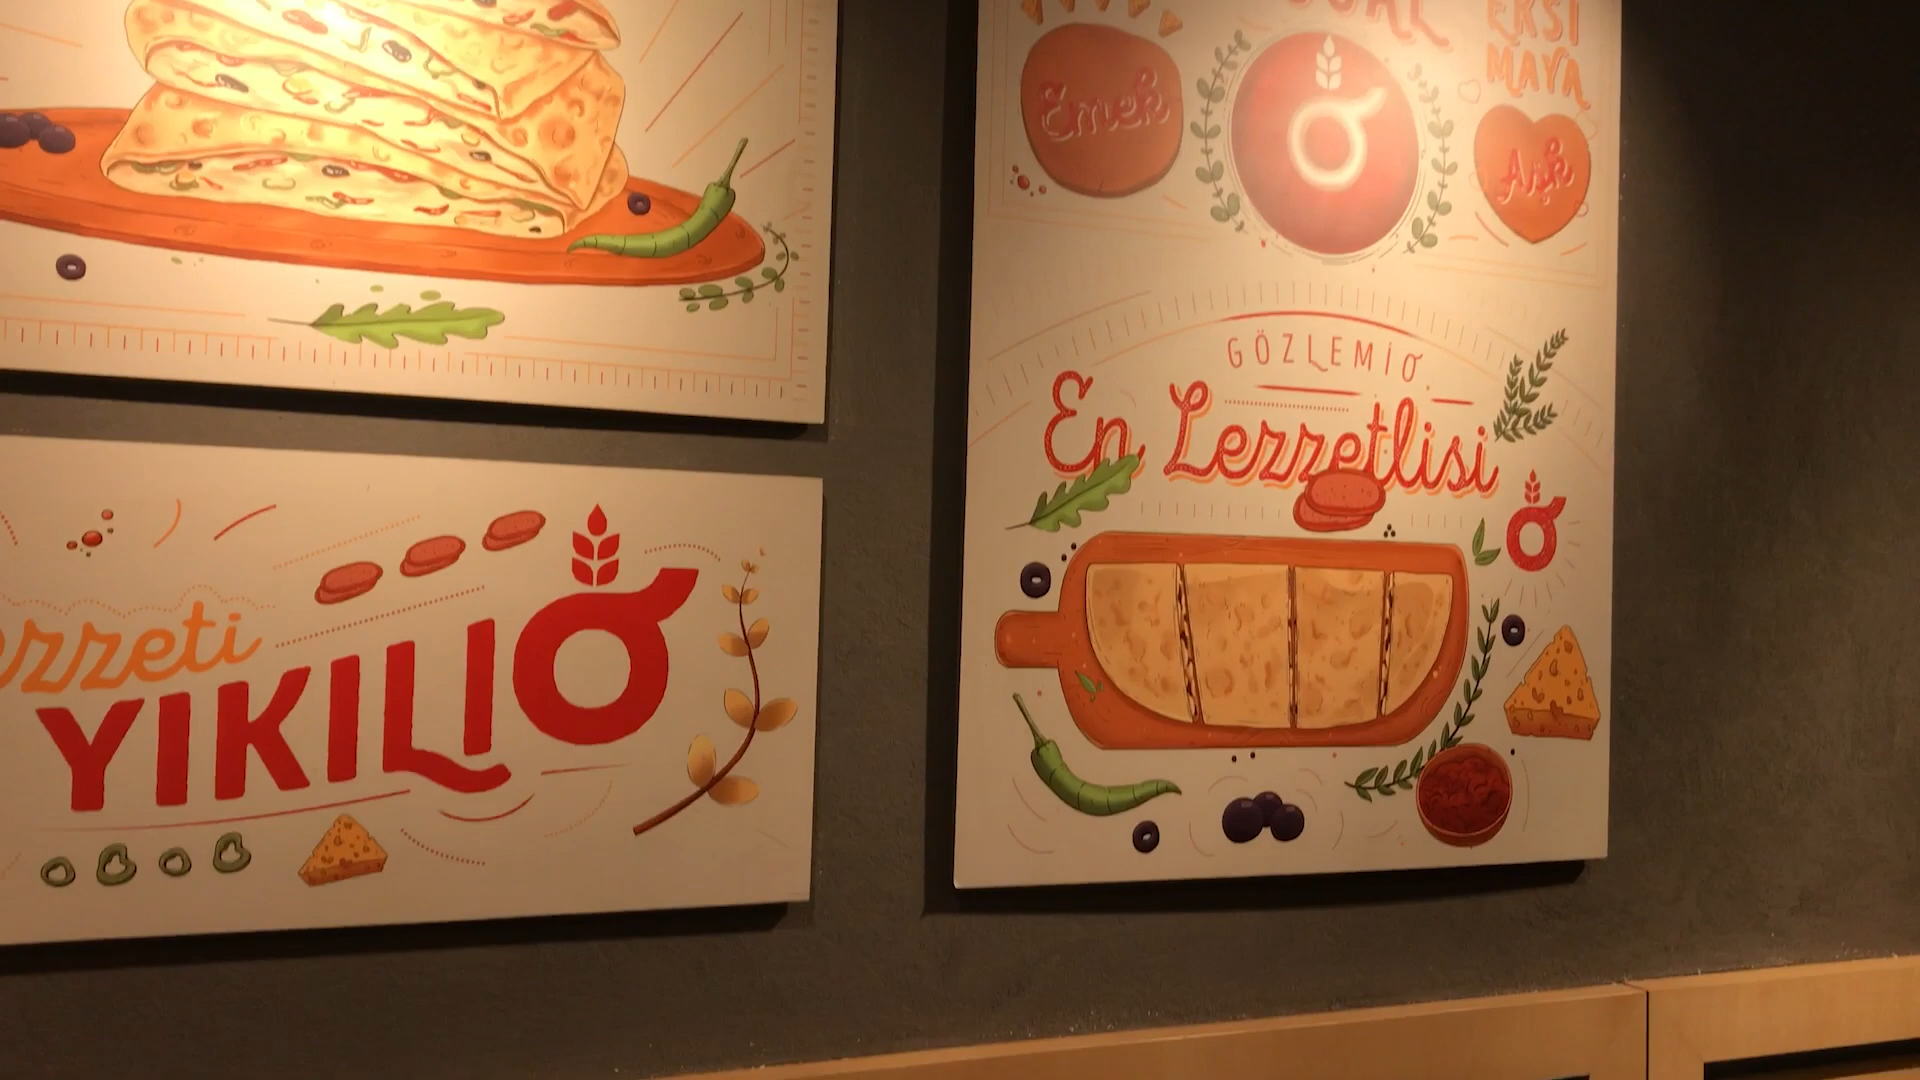 EKŞİ
MAYA
Emek
Aşk
GÖZLEMİO
En Lezzetlisi
YIKILIO